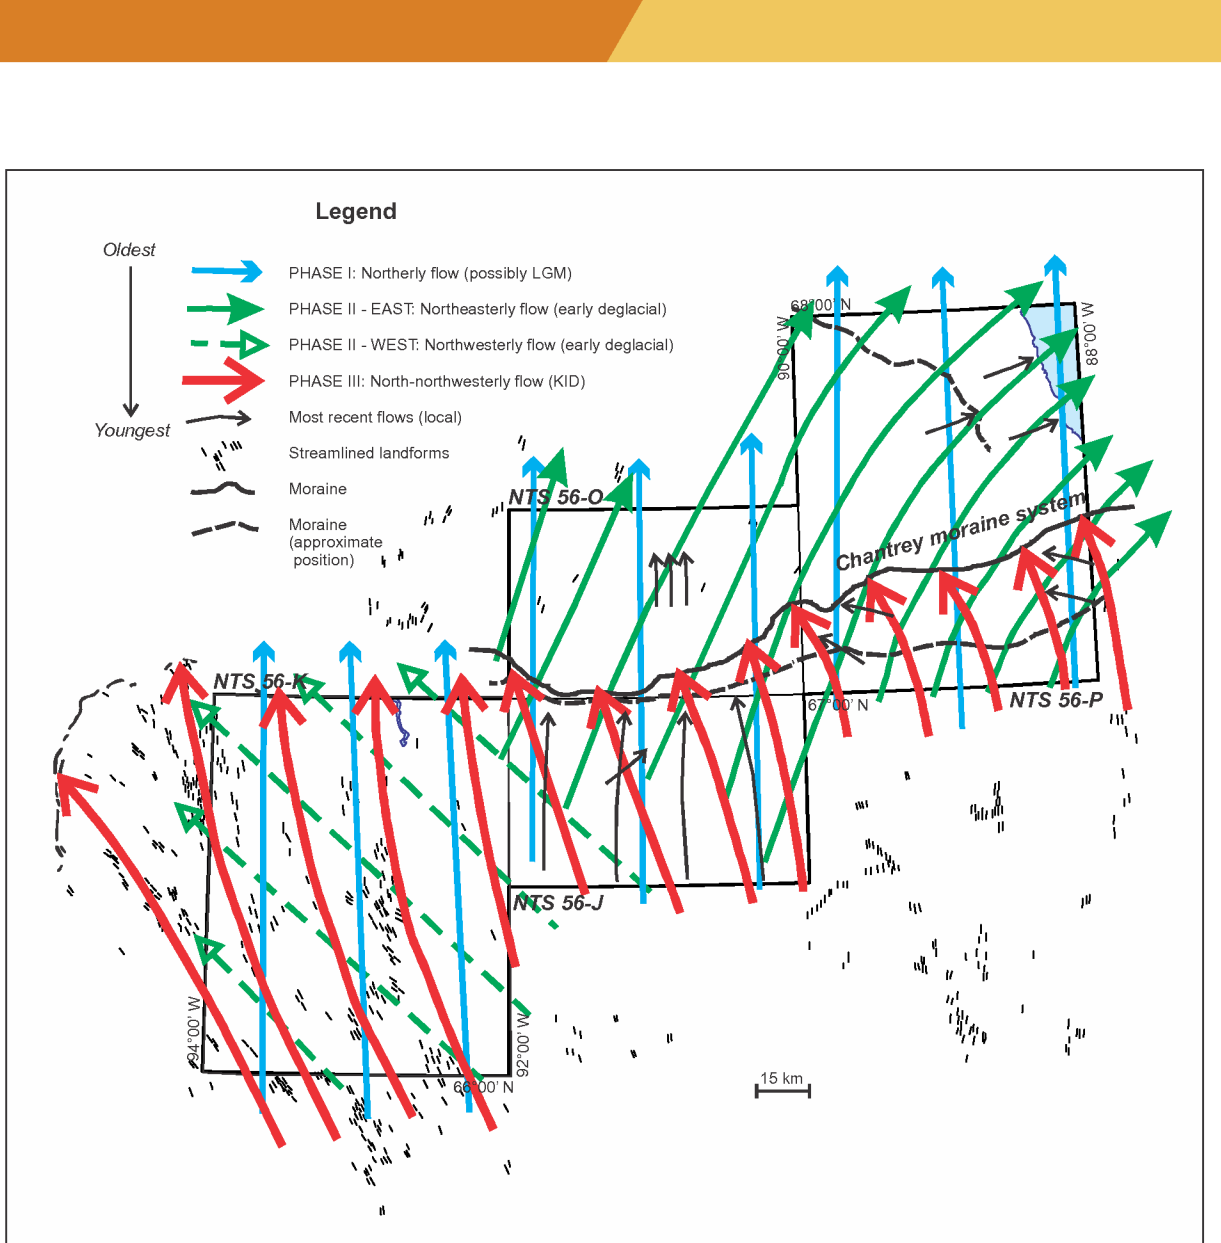 Legend
Oldest
Youngest
PHASE I: Northerly flow (possibly LGM)
PHASE II - EAST: Northeasterly flow (early deglacial)
PHASE II - WEST: Northwesterly flow (early deglacial)
PHASE III: North-northwesterly flow (KID)
Most recent flows (local)
Streamlined landforms
Moraine
Moraine
(approximate
position)
68°00' N
90°00' W
88°00' W
NTS 56-O
Chantrey moraine system
NTS 56-K
NTS 56-P
67°00' N
NTS 56-J
94°00' W
92°00' W
66°00' N
15 km